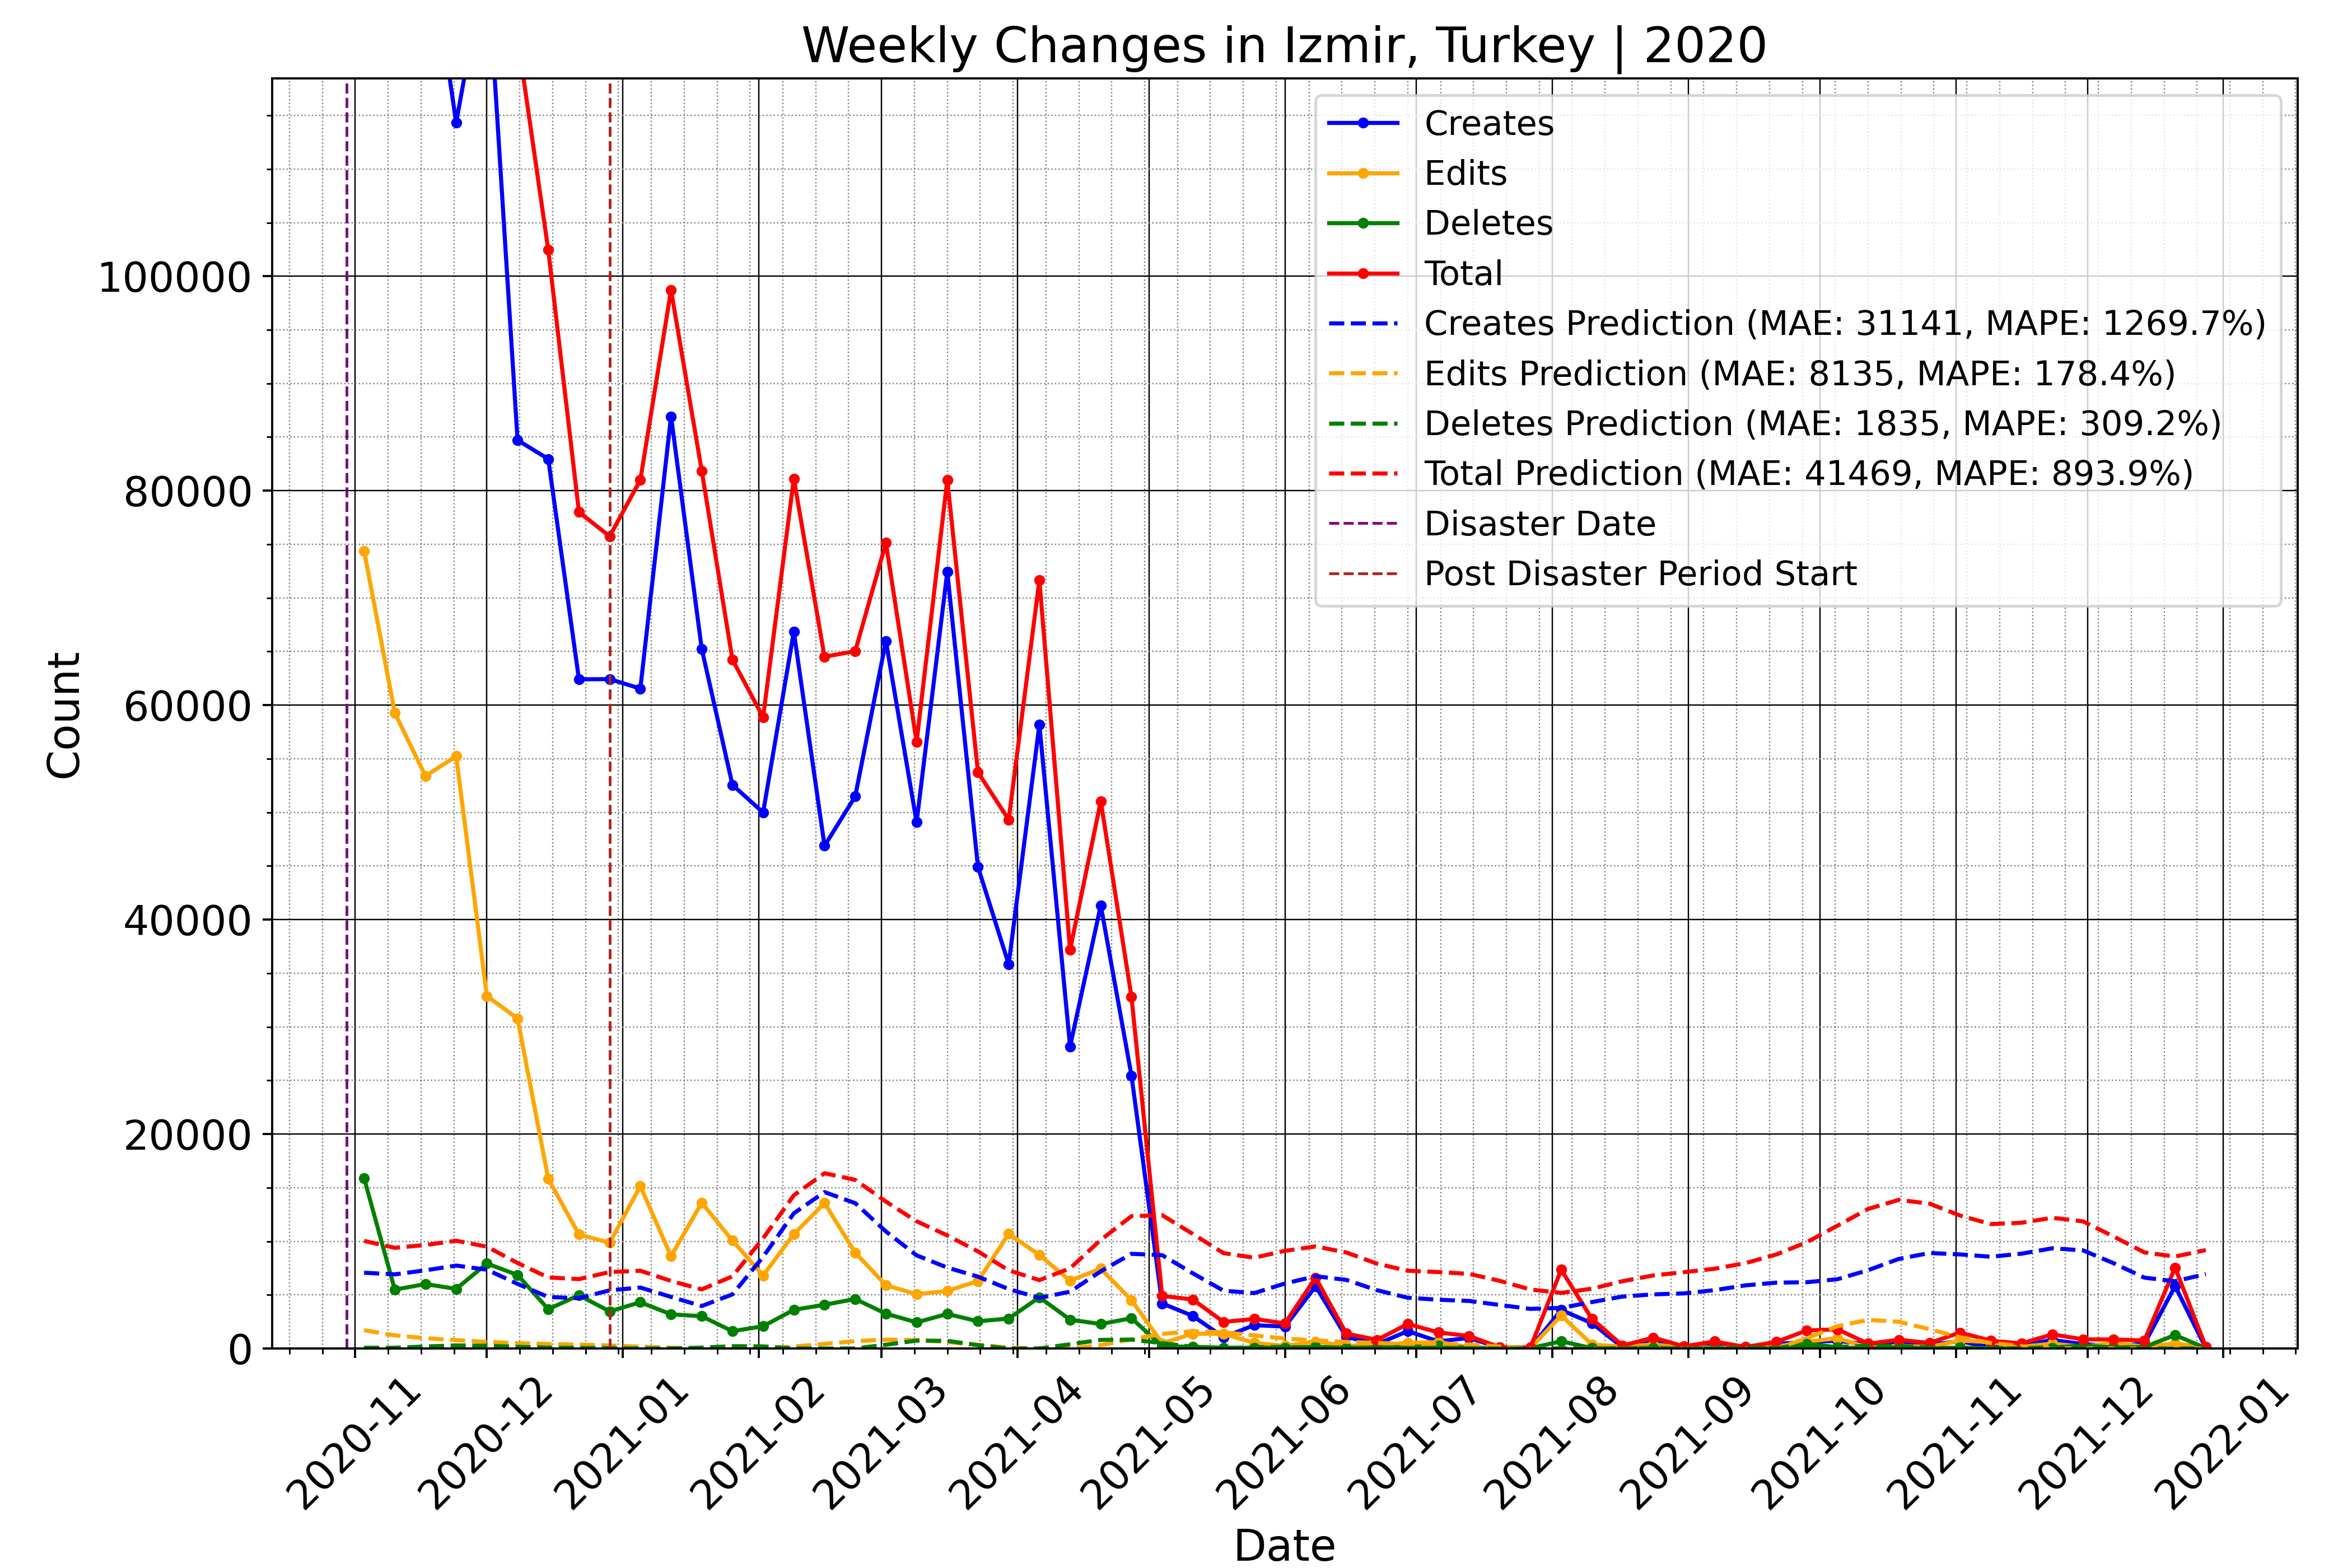 Weekly Changes in Izmir, Turkey | 2020
Creates
Edits
Deletes
Total
Creates Prediction (MAE: 31141, MAPE: 1269.7%)
Edits Prediction (MAE: 8135, MAPE: 178.4%)
Deletes Prediction (MAE: 1835, MAPE: 309.2%)
Total Prediction (MAE: 41469, MAPE: 893.9%)
Disaster Date
Post Disaster Period Start
Count
100000
80000
60000
40000
20000
0
2020-11
2020-12
2021-01
2021-02
2021-03
2021-04
2021-05
2021-06
2021-07
2021-08
2021-09
2021-10
2021-11
2021-12
2022-01
Date